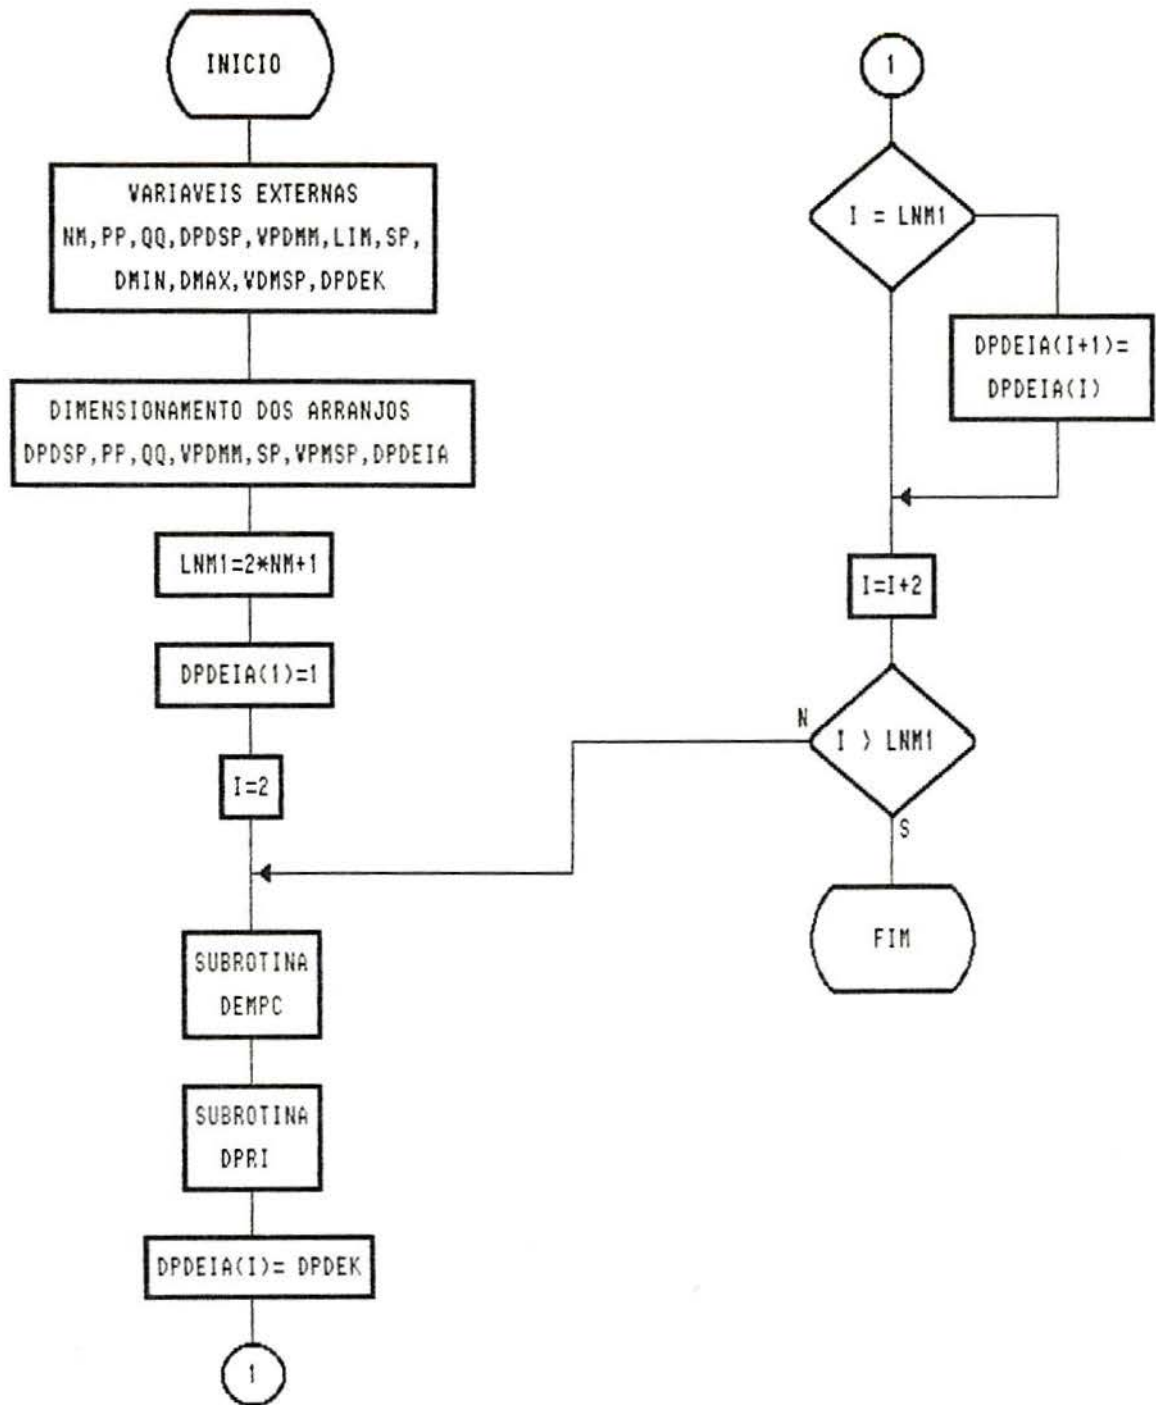 INICIO
VARIAVEIS EXTERNAS
NM,PP,QQ,DPDSP,VPDMM,LIM,SP,
DMIN,DMAX,VDMSP,DPDEK
DIMENSIONAMENTO DOS ARRANJOS
DPDSP,PP,QQ,VPDMM,SP,VPMSP,DPDEIA
LNM1=2*NM+1
DPDEIA(1)=1
I=2
SUBROTINA
DEMPC
SUBROTINA
DPRI
DPDEIA(I)= DPDEK
1
1
I = LNM1
DPDEIA(I+1)=
DPDEIA(I)
I=I+2
N
I > LNM1
S
FIM